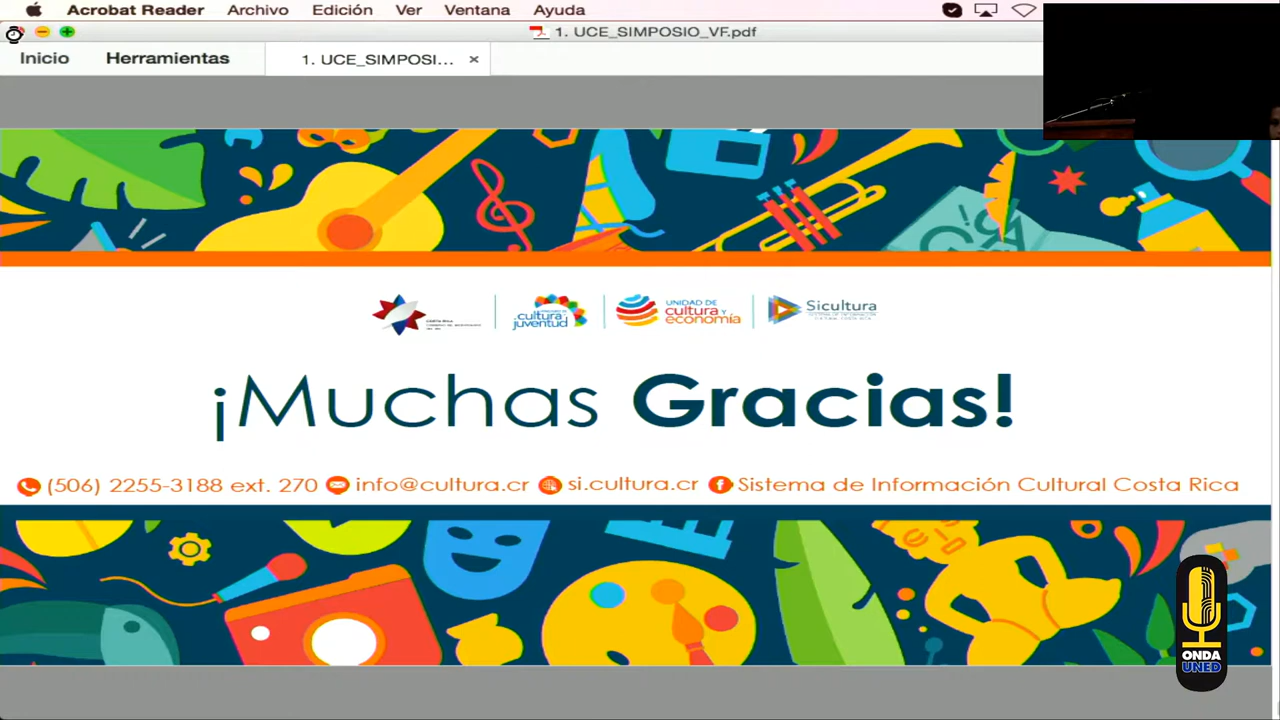 Acrobat Reader Archivo Edición Ver Ventana Ayuda
1. UCE_SIMPOSIO_VF.pdf
Inicio Herramientas 1. UCE_SIMPOSI... ×
COSTA RICA
cultura y juventud
UNIDAD DE cultura Y economía
Sicultura
¡Muchas Gracias!
(506) 2255-3188 ext. 270 info@cultura.cr si.cultura.cr Sistema de Información Cultural Costa Rica
ONDA
UNED